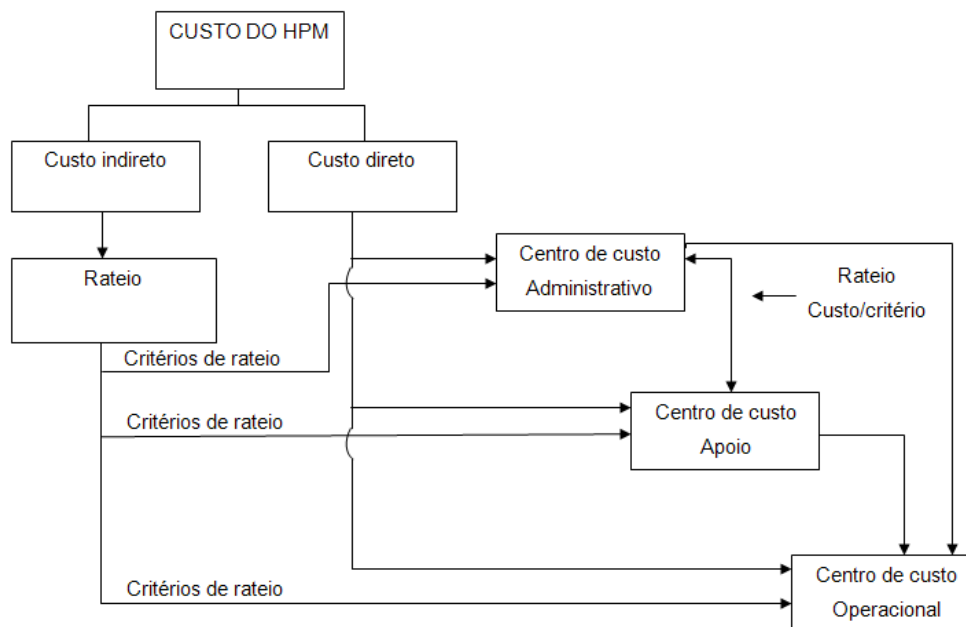 CUSTO DO HPM
Custo indireto
Custo direto
Rateio
Centro de custo
Administrativo
Rateio
Custo/critério
Critérios de rateio
Critérios de rateio
Centro de custo
Apoio
Critérios de rateio
Centro de custo
Operacional